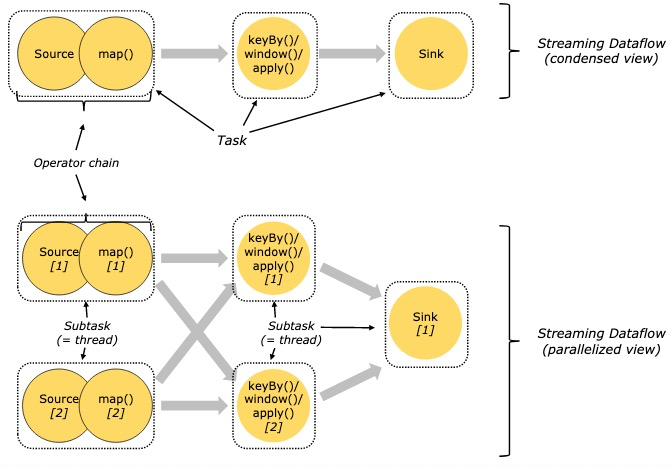 Source
map()
keyBy()/
window()/
apply()
Sink
Streaming Dataflow
(condensed view)
Task
Operator chain
Source
[1]
map()
[1]
keyBy()/
window()/
apply()
[1]
Sink
[1]
Subtask
(= thread)
Subtask
(= thread)
Streaming Dataflow
(parallelized view)
Source
[2]
map()
[2]
keyBy()/
window()/
apply()
[2]